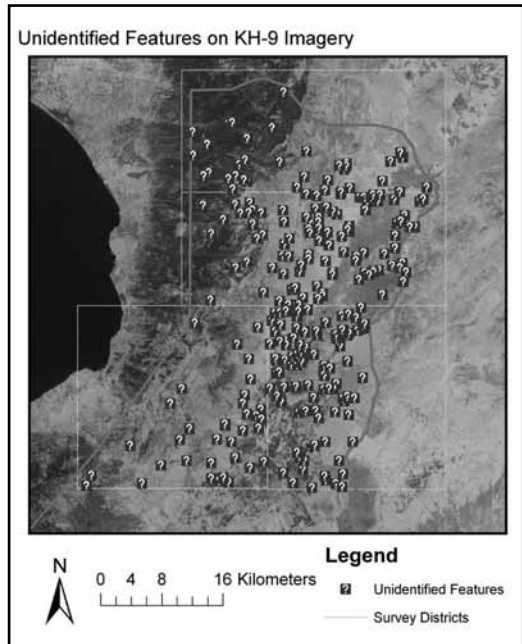 Unidentified Features on KH-9 Imagery
N
0 4 8 16 Kilometers
Legend
? Unidentified Features
Survey Districts